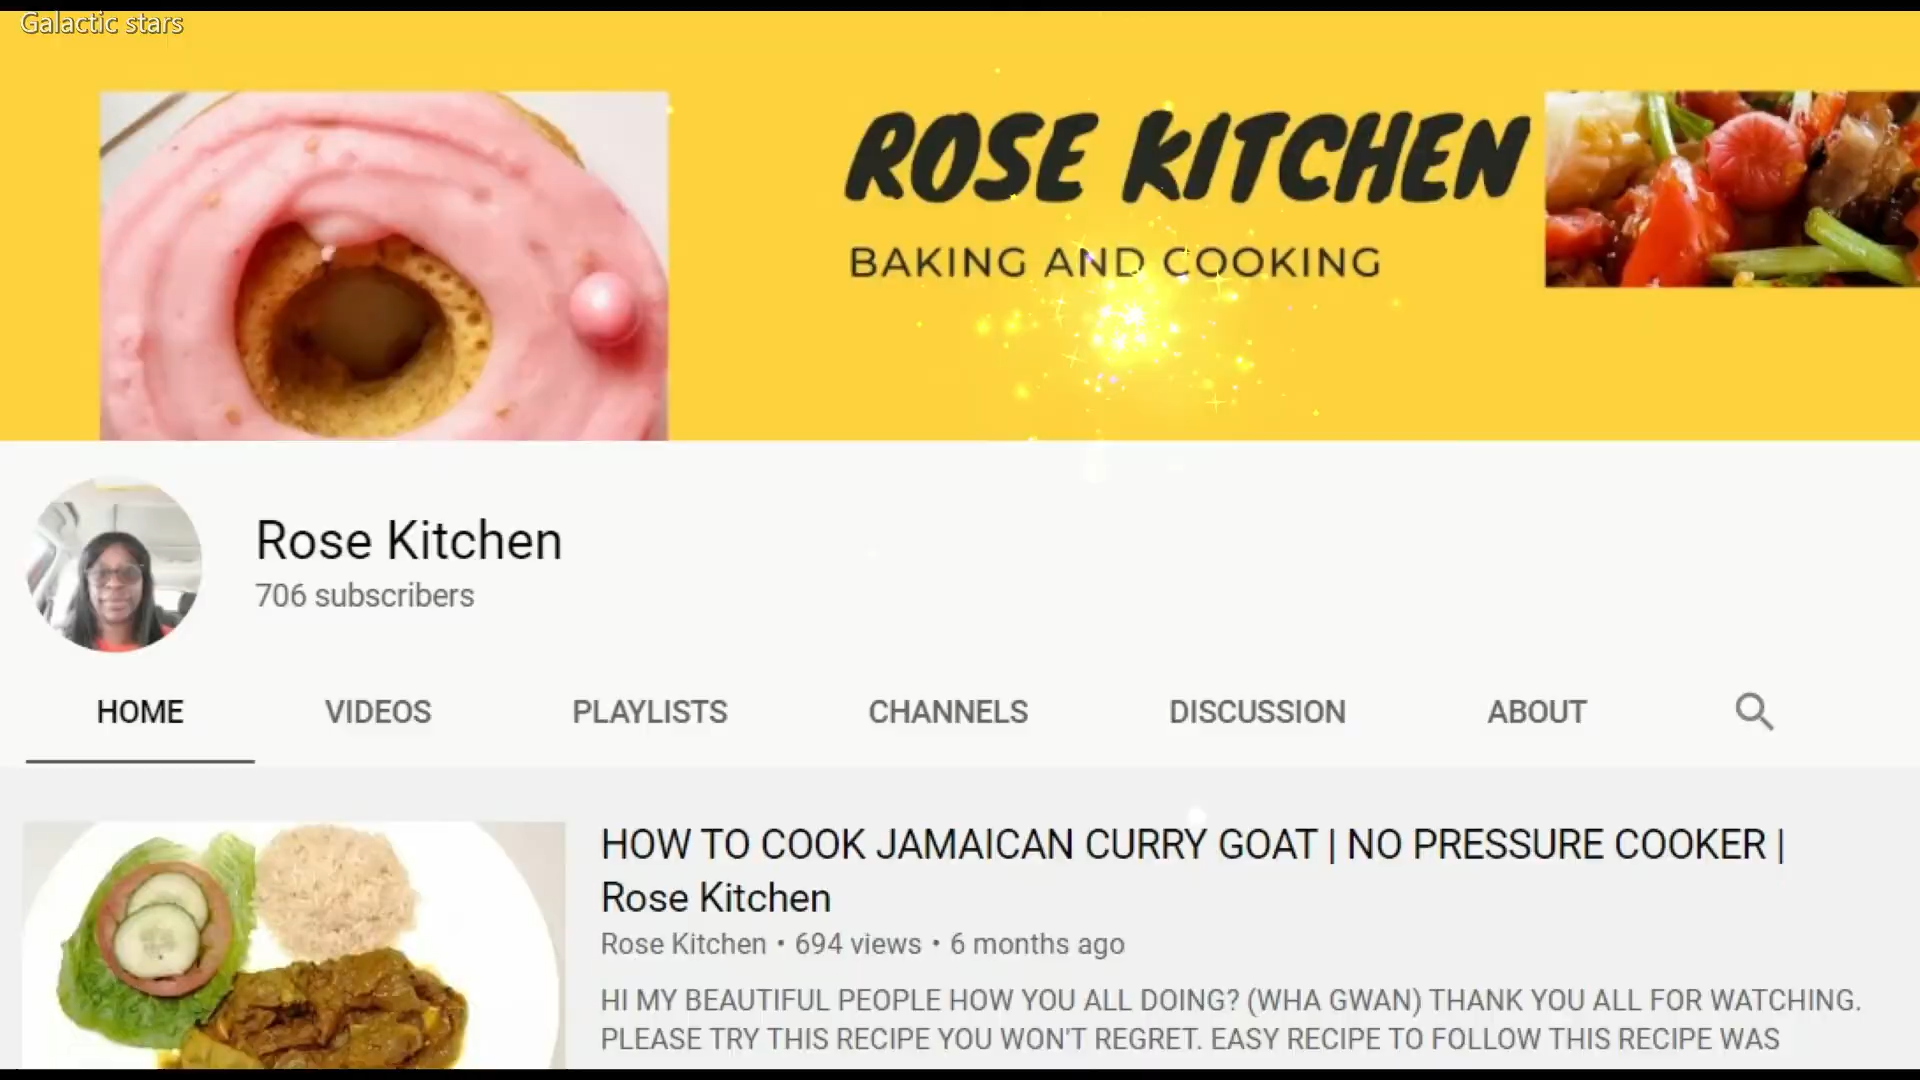 Galactic stars
ROSE KITCHEN
BAKING AND COOKING
Rose Kitchen
706 subscribers
HOME VIDEOS PLAYLISTS CHANNELS DISCUSSION ABOUT
HOW TO COOK JAMAICAN CURRY GOAT | NO PRESSURE COOKER |
Rose Kitchen
Rose Kitchen • 694 views • 6 months ago
HI MY BEAUTIFUL PEOPLE HOW YOU ALL DOING? (WHA GWAN) THANK YOU ALL FOR WATCHING.
PLEASE TRY THIS RECIPE YOU WON'T REGRET. EASY RECIPE TO FOLLOW THIS RECIPE WAS